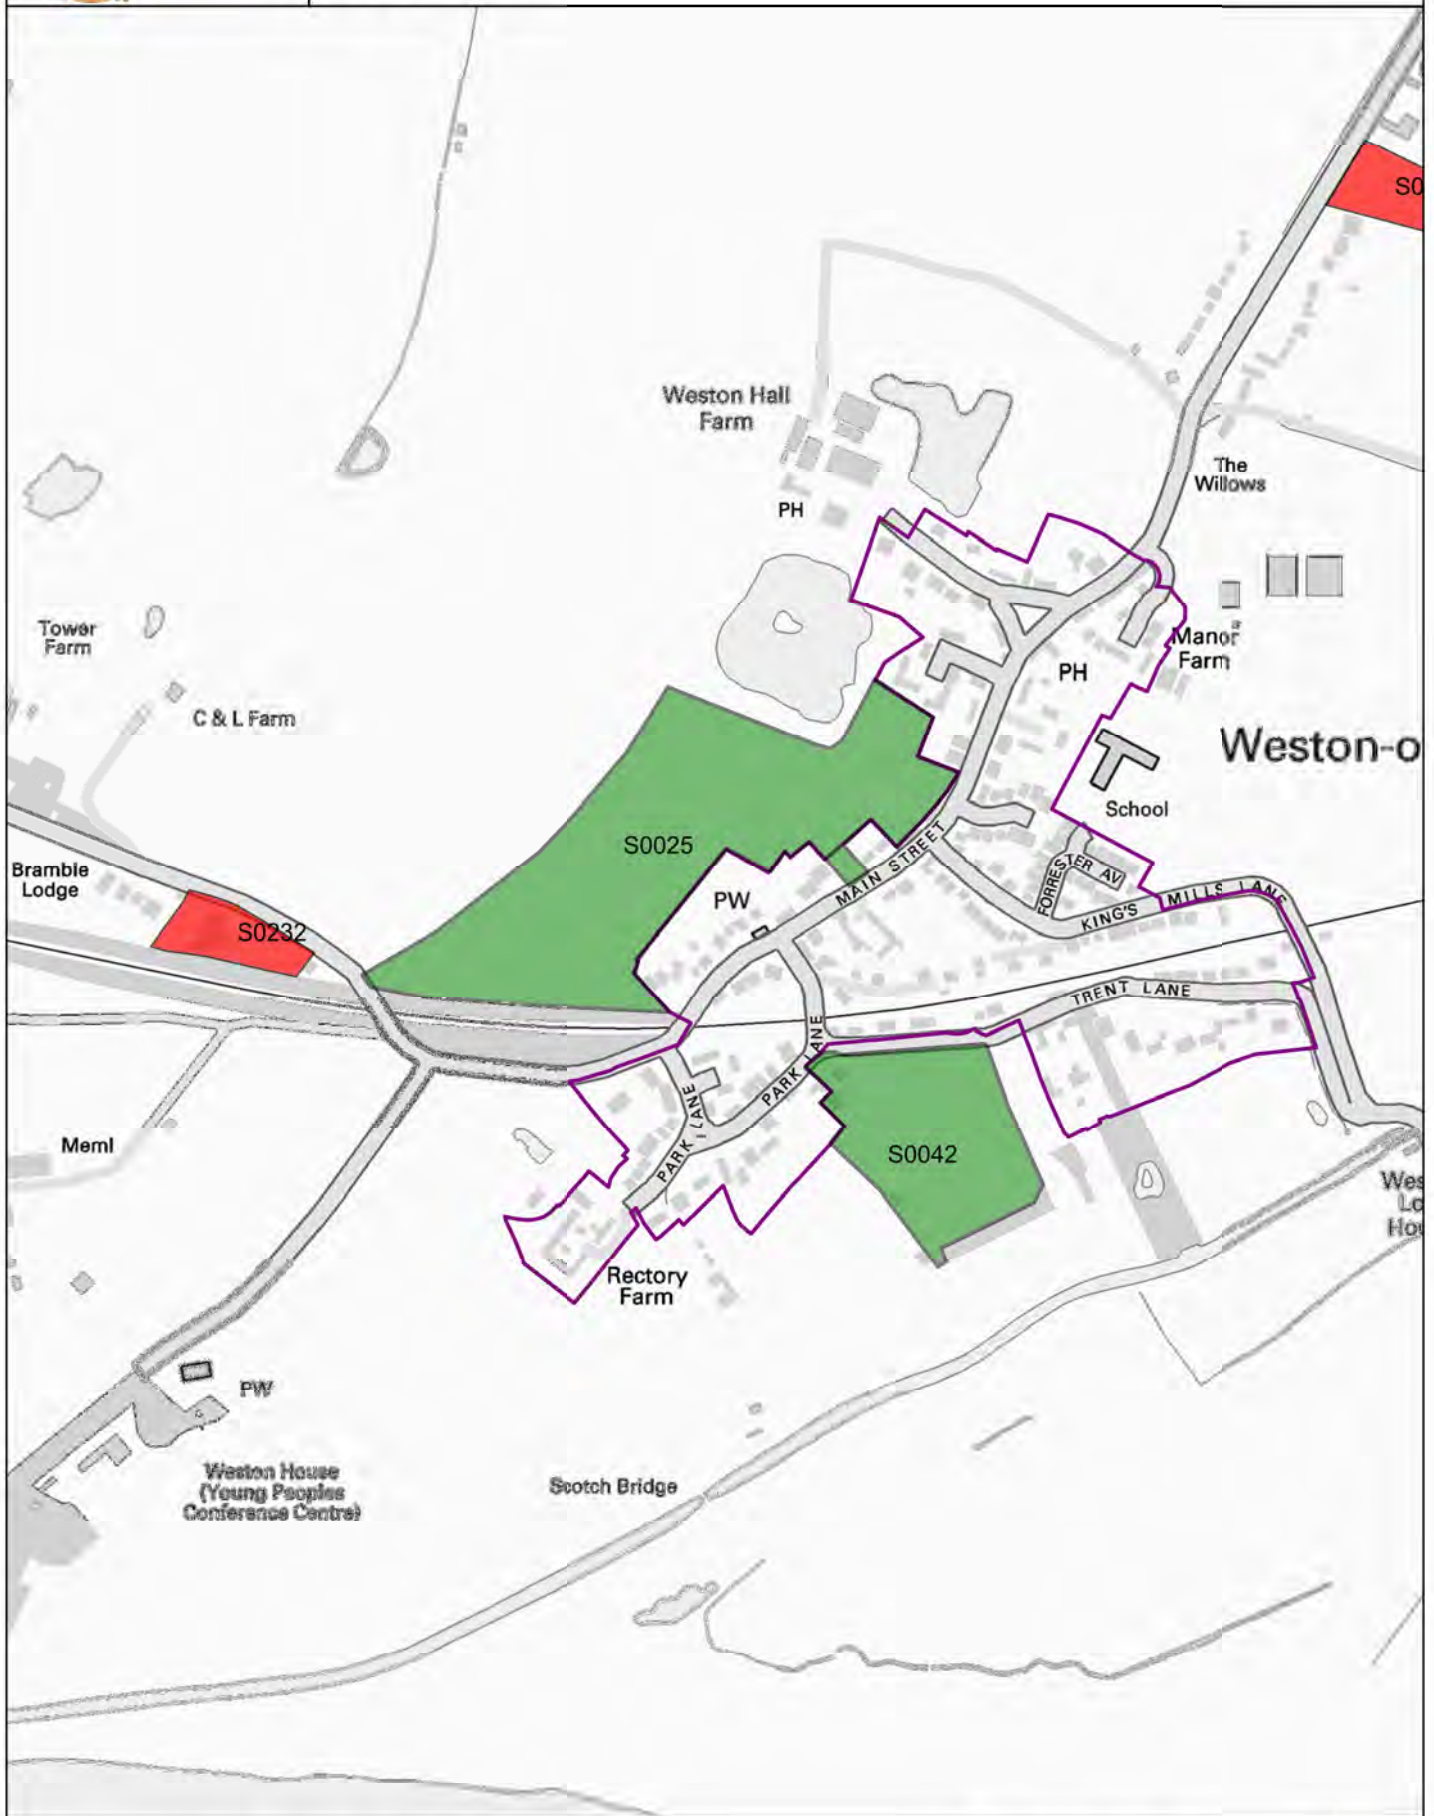 S0
Weston Hall
Farm
The
Willows
PH
Tower
Farm
Manor
Farm
PH
C & L Farm
Weston-o
School
S0025
MAIN STREET
FORRESTER AV
Bramble
Lodge
PW
KING'S MILLS LANE
S0232
TRENT LANE
PARK LANE
PARK LANE
Meml
S0042
Wes
Lo
Hou
Rectory
Farm
PW
Weston House
(Young Peoples
Conference Centre)
Scotch Bridge